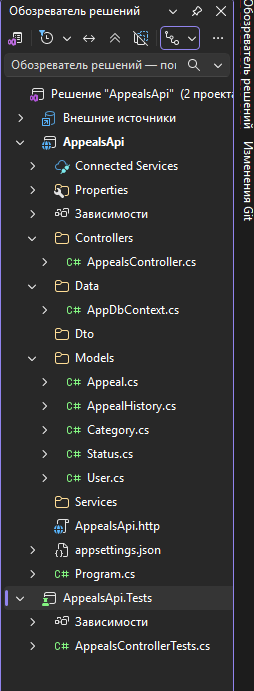 Обозреватель решений
Обозреватель решений — пои
Решение "AppealsApi" (2 проекта
Внешние источники
AppealsApi
Connected Services
Properties
Зависимости
Controllers
C# AppealsController.cs
Data
C# AppDbContext.cs
Dto
Models
C# Appeal.cs
C# AppealHistory.cs
C# Category.cs
C# Status.cs
C# User.cs
Services
AppealsApi.http
appsettings.json
C# Program.cs
AppealsApi.Tests
Зависимости
C# AppealsControllerTests.cs
Обозреватель решений
Изменения Git